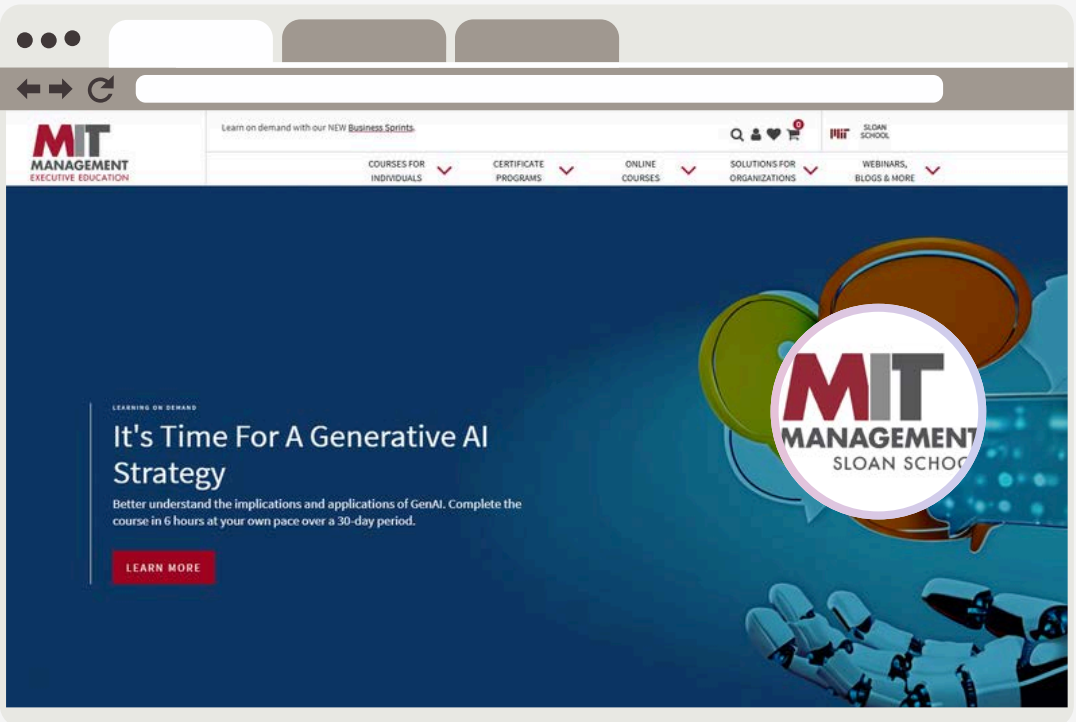 MIT
MANAGEMENT
EXECUTIVE EDUCATION
Learn on demand with our NEW Business Sprints.
0
MIT
SLOAN
SCHOOL
COURSES FOR
INDIVIDUALS
CERTIFICATE
PROGRAMS
ONLINE
COURSES
SOLUTIONS FOR
ORGANIZATIONS
WEBINARS,
BLOGS & MORE
LEARNING ON DEMAND
It's Time For A Generative AI
Strategy
Better understand the implications and applications of GenAI. Complete the
course in 6 hours at your own pace over a 30-day period.
LEARN MORE
MIT
MANAGEMENT
SLOAN SCHOO